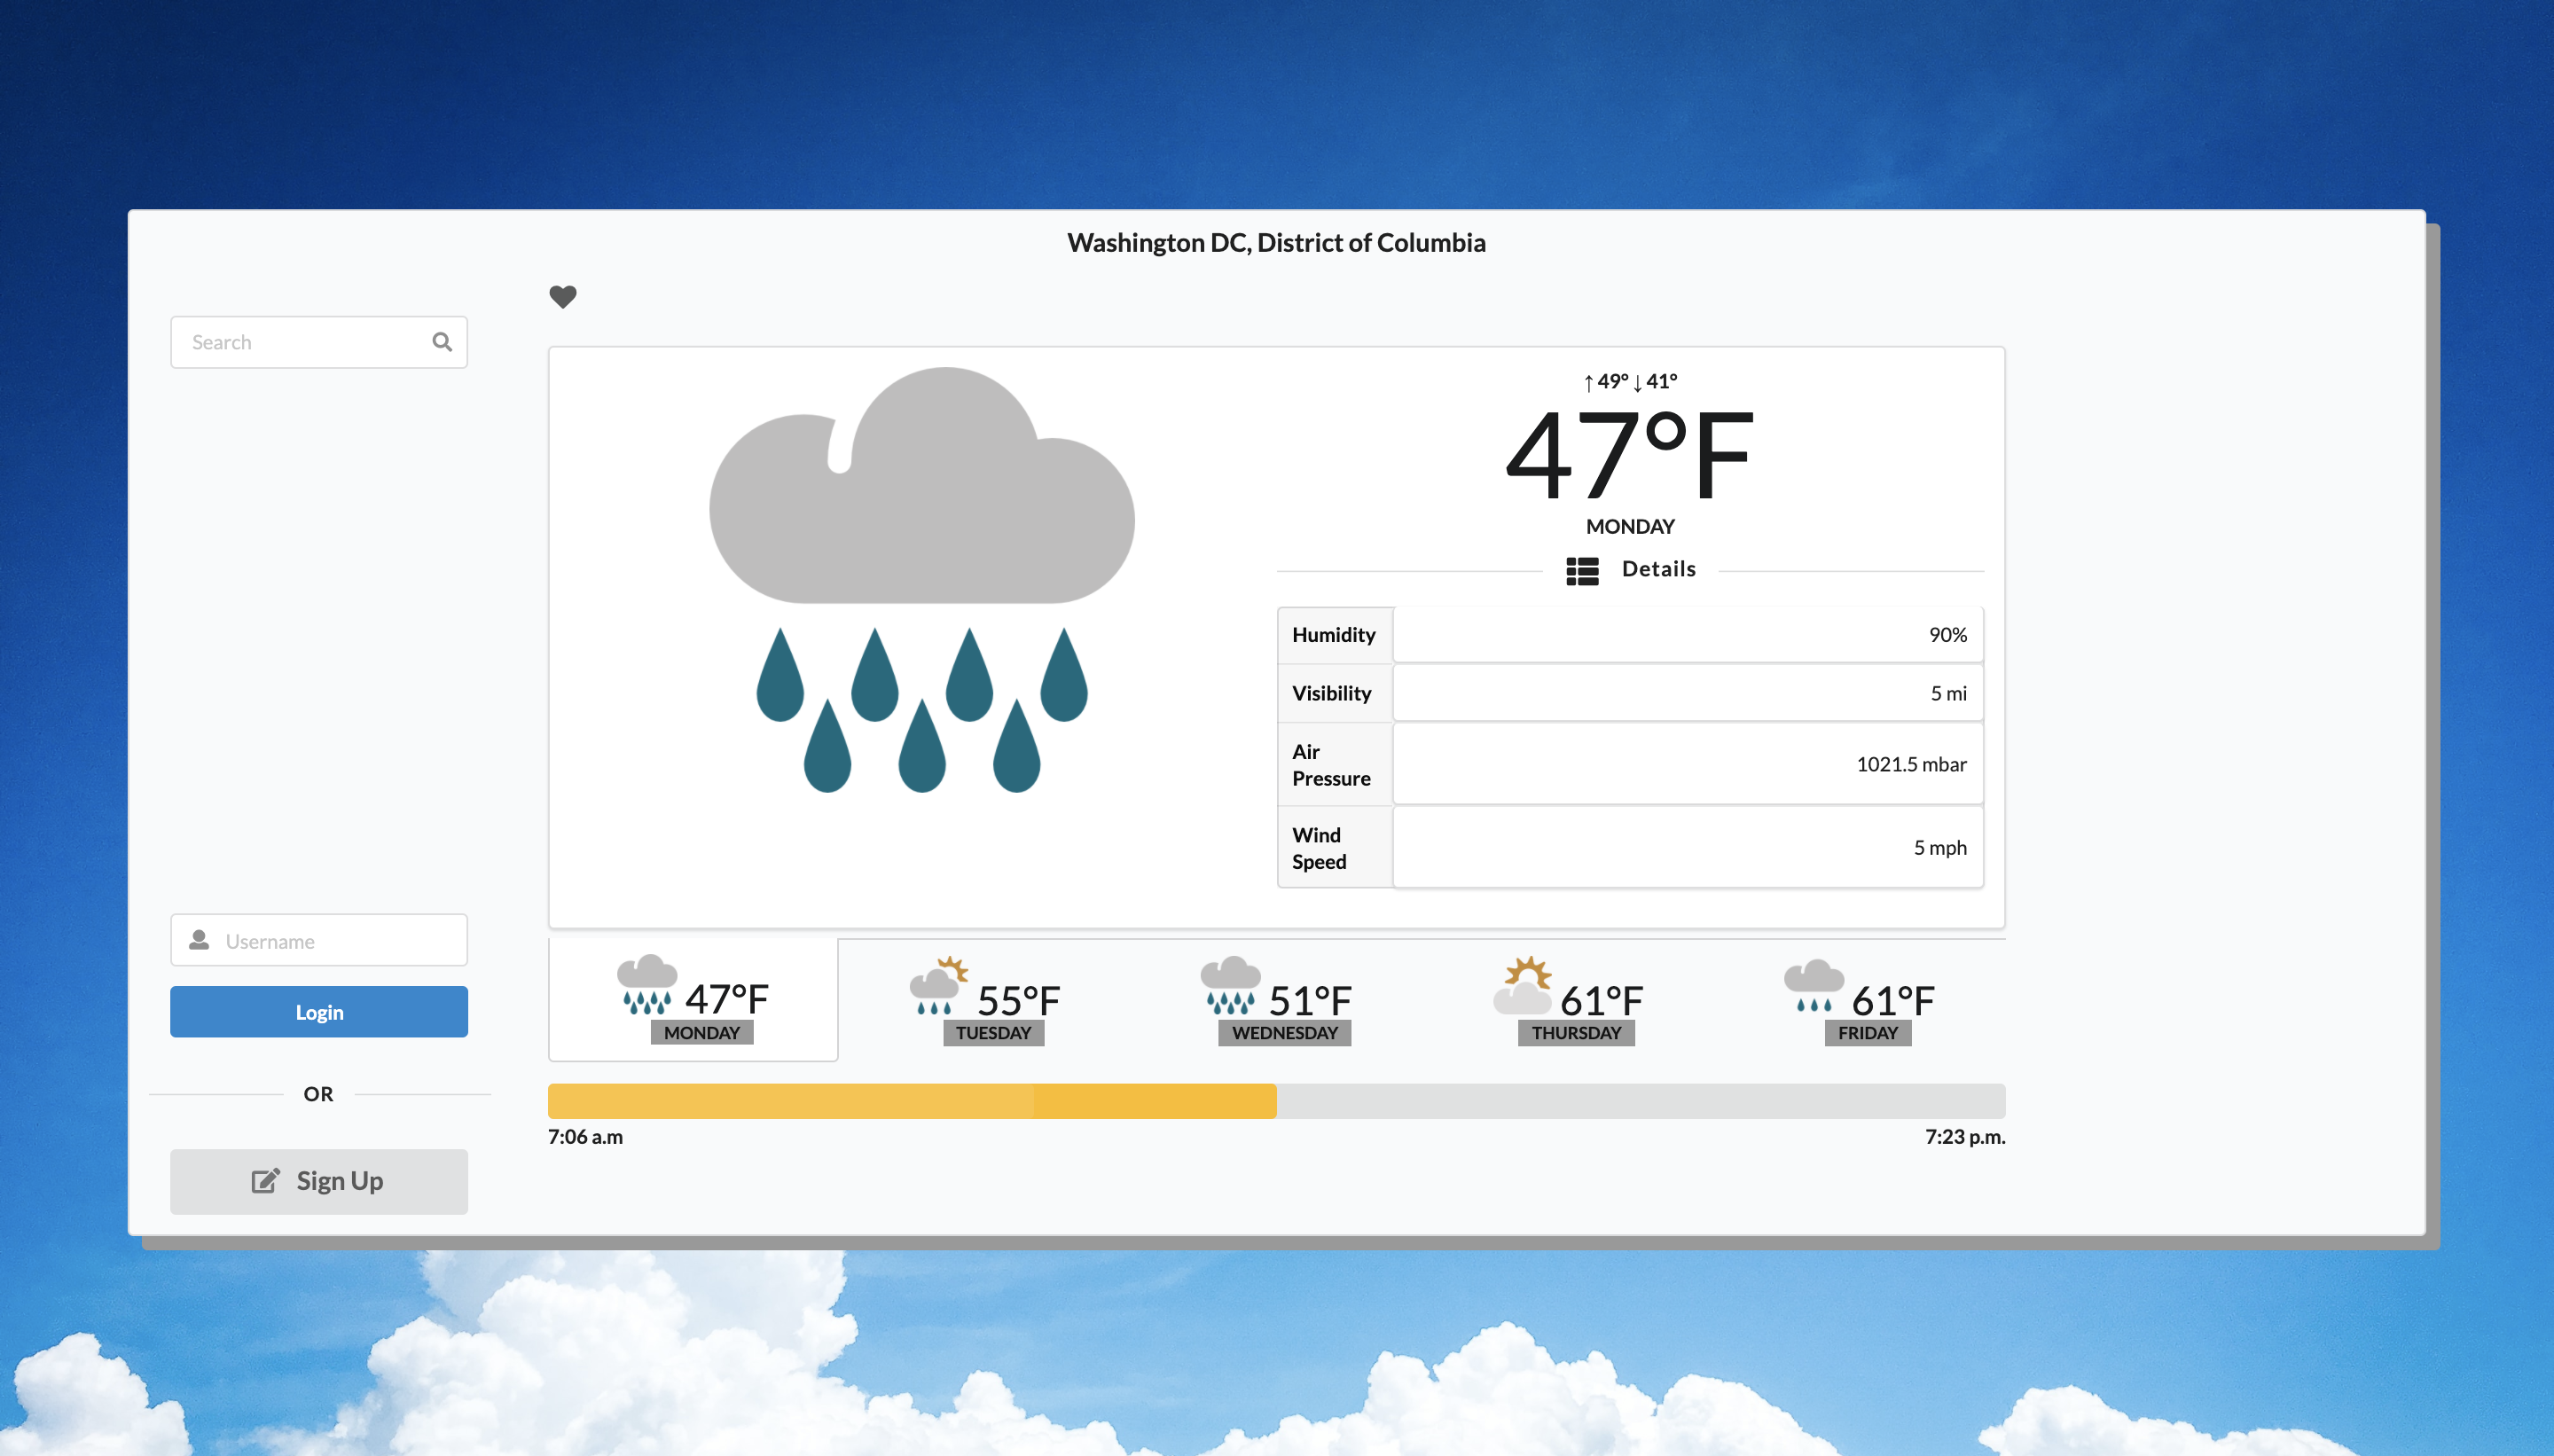 Washington DC, District of Columbia
Search
↑49° ↓41°
47°F
MONDAY
Details
Humidity 90%
Visibility 5 mi
Air
Pressure
1021.5 mbar
Wind
Speed
5 mph
Username
Login
OR
Sign Up
47°F
MONDAY
55°F
TUESDAY
51°F
WEDNESDAY
61°F
THURSDAY
61°F
FRIDAY
7:06 a.m
7:23 p.m.